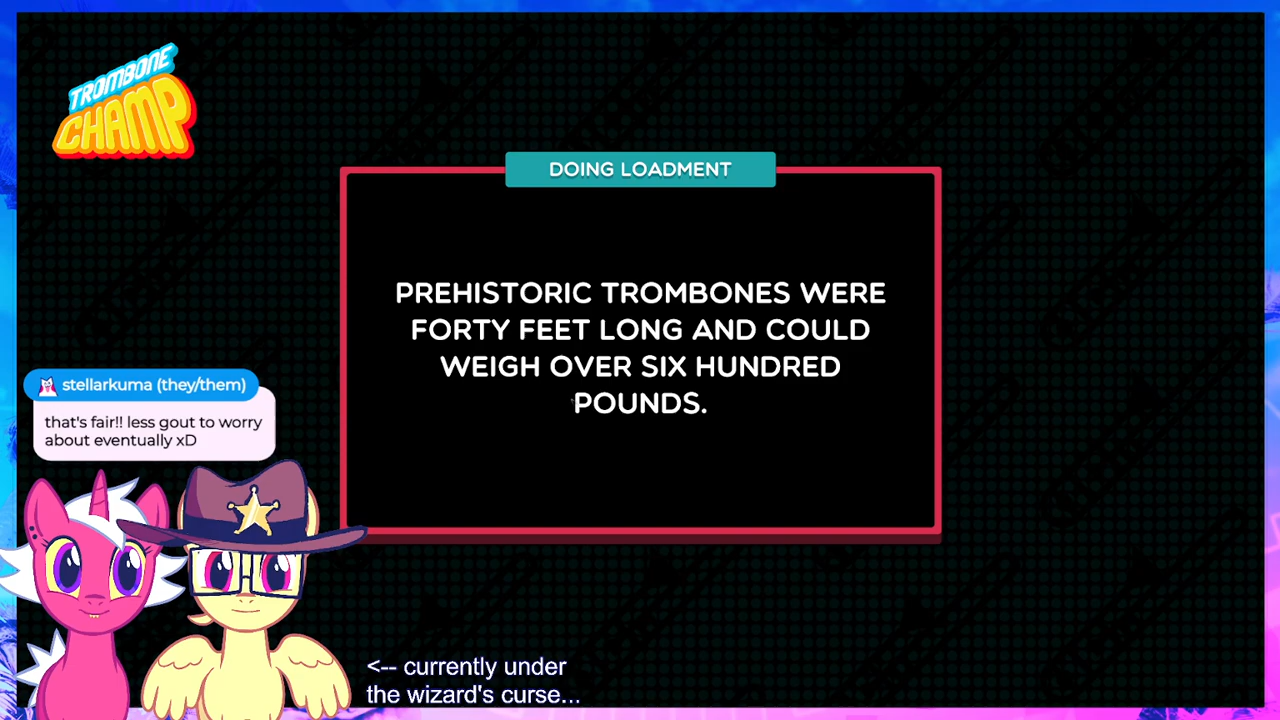 TROMBONE
CHAMP
DOING LOADMENT
PREHISTORIC TROMBONES WERE
FORTY FEET LONG AND COULD
WEIGH OVER SIX HUNDRED
POUNDS.
stellarkuma (they/them)
that's fair!! less gout to worry
about eventually xD
<-- currently under
the wizard's curse...